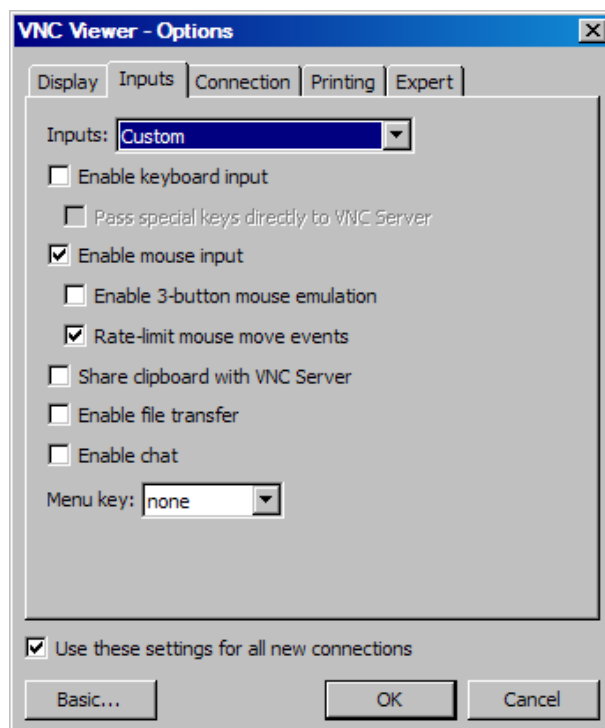 VNC Viewer - Options
Display Inputs Connection Printing Expert
Inputs: Custom
Enable keyboard input
Pass special keys directly to VNC Server
Enable mouse input
Enable 3-button mouse emulation
Rate-limit mouse move events
Share clipboard with VNC Server
Enable file transfer
Enable chat
Menu key: none
Use these settings for all new connections
Basic... OK Cancel